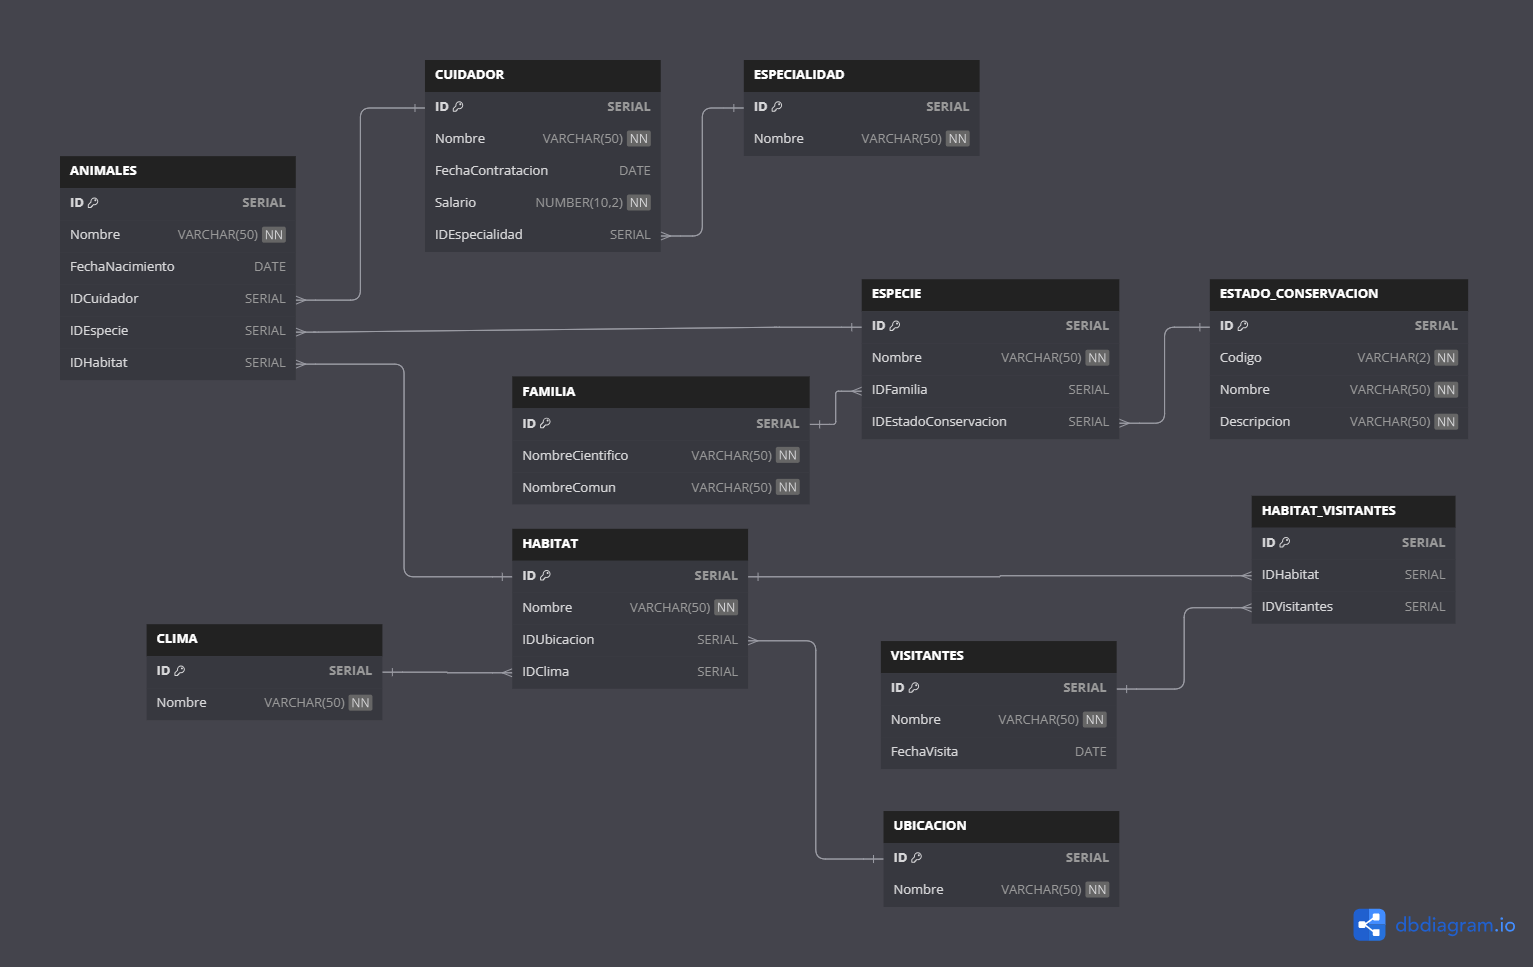 CUIDADOR
ID SERIAL
Nombre VARCHAR(50) NN
FechaContratacion DATE
Salario NUMBER(10,2) NN
IDEspecialidad SERIAL
ESPECIALIDAD
ID SERIAL
Nombre VARCHAR(50) NN
ANIMALES
ID SERIAL
Nombre VARCHAR(50) NN
FechaNacimiento DATE
IDCuidador SERIAL
IDEspecie SERIAL
IDHabitat SERIAL
ESPECIE
ID SERIAL
Nombre VARCHAR(50) NN
IDFamilia SERIAL
IDEstadoConservacion SERIAL
ESTADO_CONSERVACION
ID SERIAL
Codigo VARCHAR(2) NN
Nombre VARCHAR(50) NN
Descripcion VARCHAR(50) NN
FAMILIA
ID SERIAL
NombreCientifico VARCHAR(50) NN
NombreComun VARCHAR(50) NN
HABITAT_VISITANTES
ID SERIAL
IDHabitat SERIAL
IDVisitantes SERIAL
HABITAT
ID SERIAL
Nombre VARCHAR(50) NN
IDUbicacion SERIAL
IDClima SERIAL
CLIMA
ID SERIAL
Nombre VARCHAR(50) NN
VISITANTES
ID SERIAL
Nombre VARCHAR(50) NN
FechaVisita DATE
UBICACION
ID SERIAL
Nombre VARCHAR(50) NN
dbdiagram.io